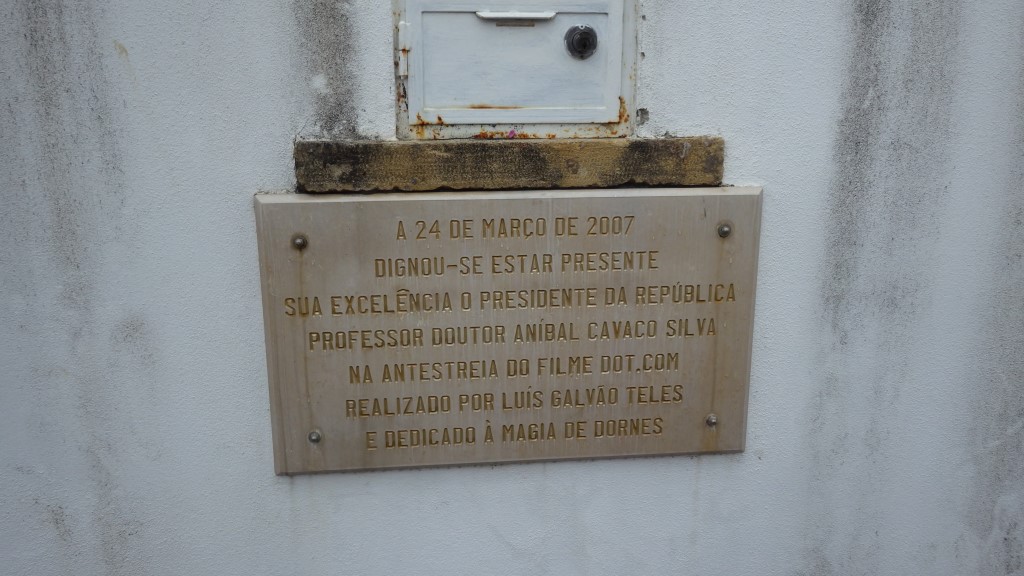 A 24 DE MARÇO DE 2007
DIGNOU-SE ESTAR PRESENTE
SUA EXCELÊNCIA O PRESIDENTE DA REPÚBLICA
PROFESSOR DOUTOR ANÍBAL CAVACO SILVA
NA ANTESTREIA DO FILME DOT.COM
REALIZADO POR LUÍS GALVÃO TELES
E DEDICADO À MAGIA DE DORNES